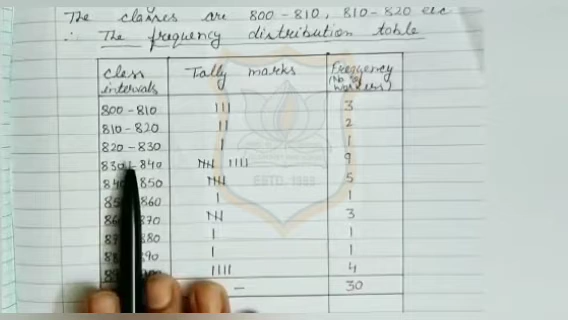 The classes are 800-810, 810-820 etc
∴ The frequency distribution table
Class intervals Tally marks Frequency (No. of workers)
800-810 ||| 3
810-820 || 2
820-830 | 1
830-840 |||| 9
850 5
860 1
870 3
880 1
890 | 1
|||| 4
- 30
ESTD. 1983